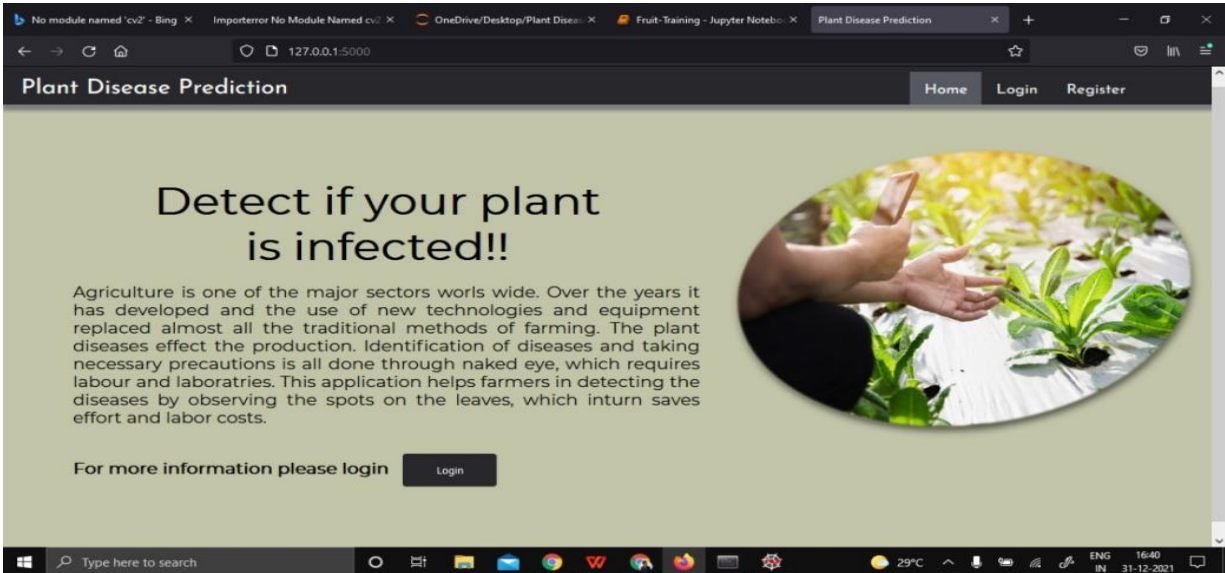 No module named 'cv2' - Bing
Importerror No Module Named cv2
OneDrive/Desktop/Plant Diseas
Fruit-Training - Jupyter Noteboo
Plant Disease Prediction
127.0.0.1:5000
Plant Disease Prediction
Home Login Register
Detect if your plant
is infected!!
Agriculture is one of the major sectors worls wide. Over the years it
has developed and the use of new technologies and equipment
replaced almost all the traditional methods of farming. The plant
diseases effect the production. Identification of diseases and taking
necessary precautions is all done through naked eye, which requires
labour and laboratries. This application helps farmers in detecting the
diseases by observing the spots on the leaves, which inturn saves
effort and labor costs.
For more information please login
Login
Type here to search
29°C
ENG
IN
16:40
31-12-2021